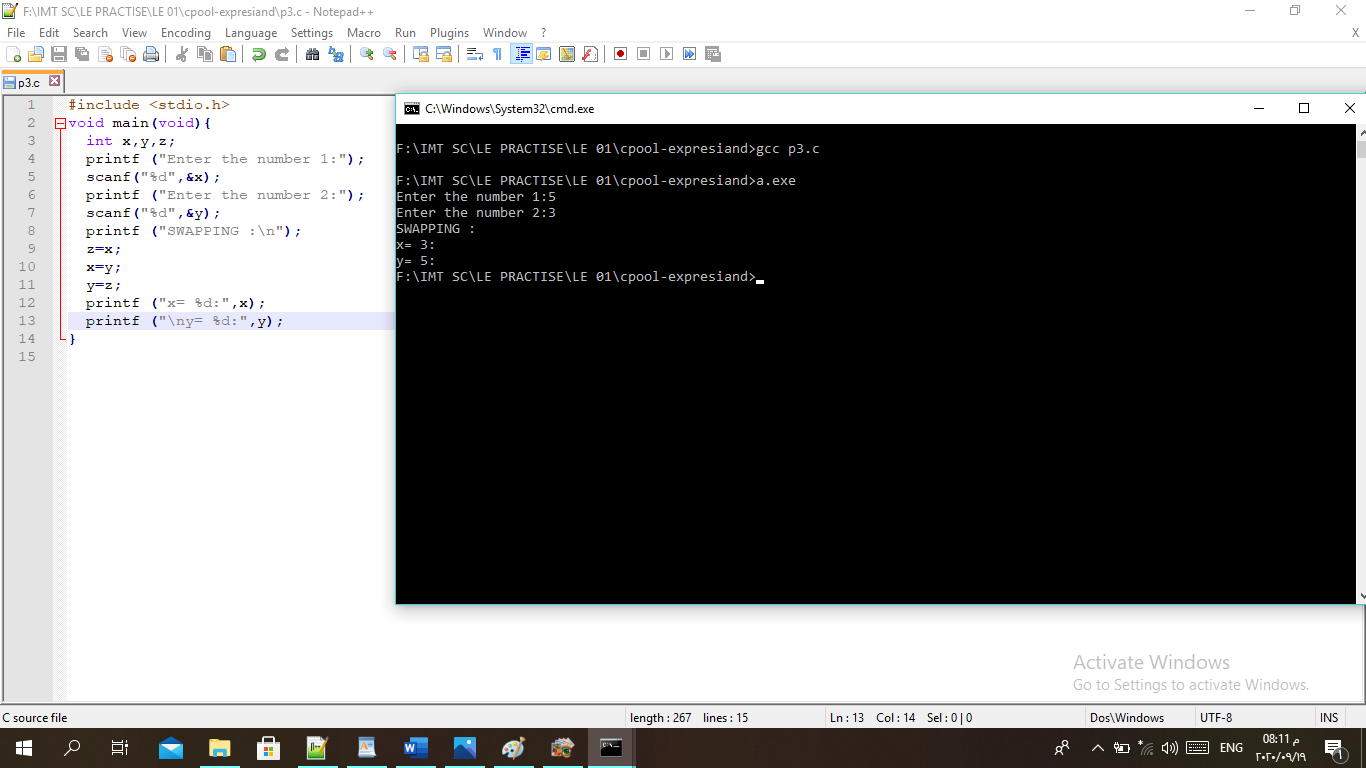 F:\IMT SC\LE PRACTISE\LE 01\cpool-expresiand\p3.c - Notepad++
File Edit Search View Encoding Language Settings Macro Run Plugins Window ? X
p3.c
1 #include <stdio.h>
2 void main(void){
3 int x,y,z;
4 printf ("Enter the number 1:");
5 scanf("%d",&x);
6 printf ("Enter the number 2:");
7 scanf("%d",&y);
8 printf ("SWAPPING :\n");
9 z=x;
10 x=y;
11 y=z;
12 printf ("x= %d:",x);
13 printf ("\ny= %d:",y);
14 }
15
C:\Windows\System32\cmd.exe
F:\IMT SC\LE PRACTISE\LE 01\cpool-expresiand>gcc p3.c
F:\IMT SC\LE PRACTISE\LE 01\cpool-expresiand>a.exe
Enter the number 1:5
Enter the number 2:3
SWAPPING :
x= 3:
y= 5:
F:\IMT SC\LE PRACTISE\LE 01\cpool-expresiand>
Activate Windows
Go to Settings to activate Windows.
C source file length : 267 lines : 15 Ln : 13 Col : 14 Sel : 0 | 0 Dos\Windows UTF-8 INS
ENG
08:11 م
٢٠٢٠/٠٩/١٩
1